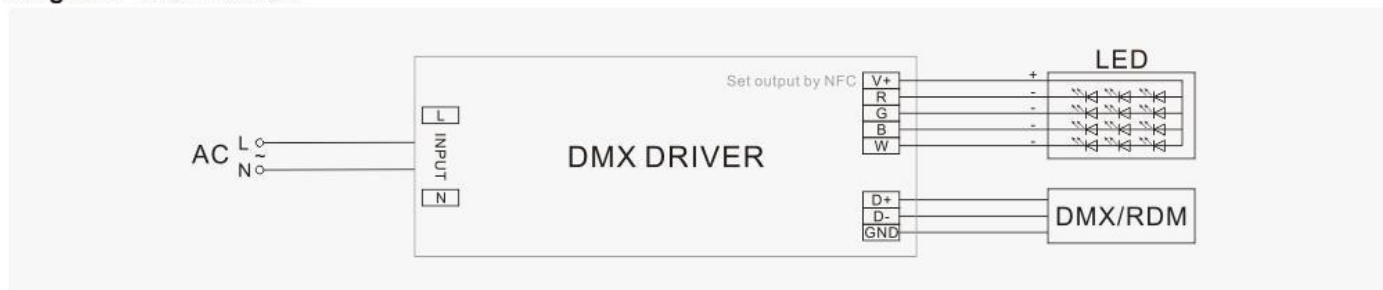 LED
Set output by NFC
V+
+
R
-
G
-
B
-
W
-
L
INPUT
N
AC
L
~
N
DMX DRIVER
D+
D-
GND
DMX/RDM